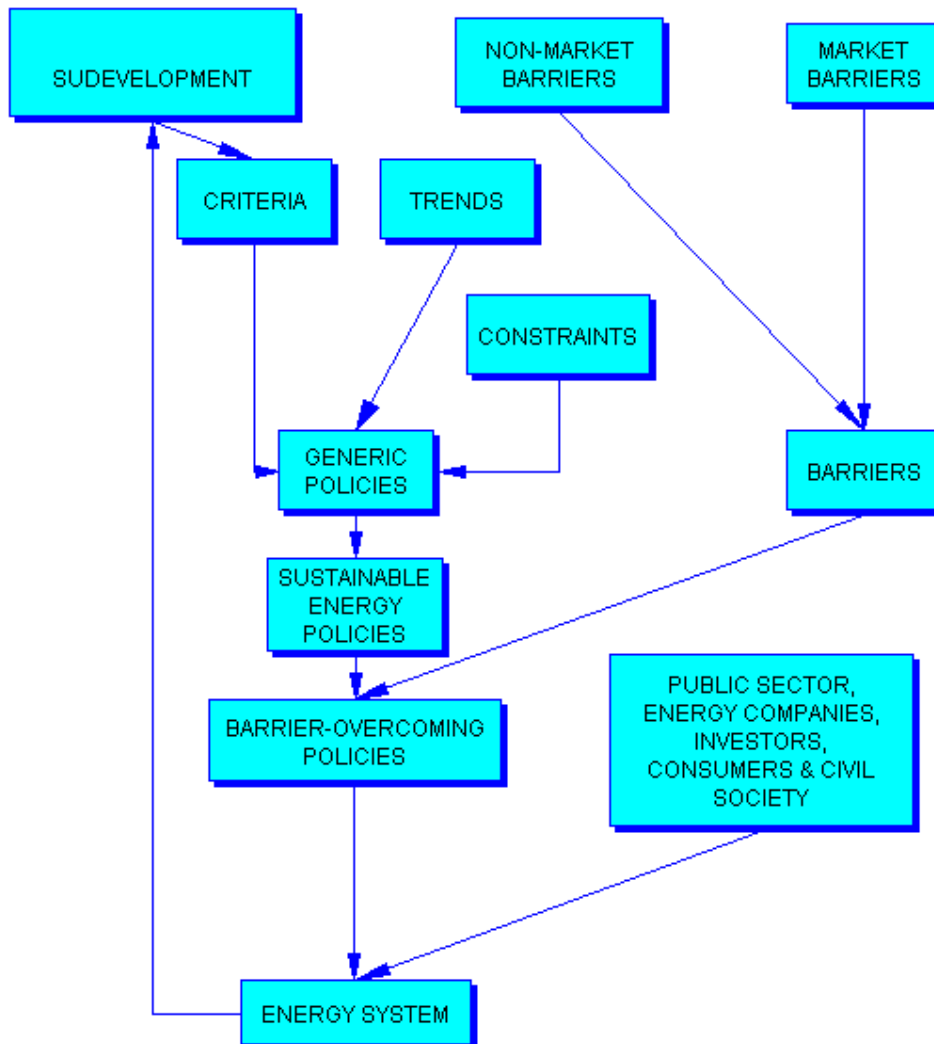 SUDEVELOPMENT
NON-MARKET
BARRIERS
MARKET
BARRIERS
CRITERIA
TRENDS
CONSTRAINTS
GENERIC
POLICIES
BARRIERS
SUSTAINABLE
ENERGY
POLICIES
BARRIER-OVERCOMING
POLICIES
PUBLIC SECTOR,
ENERGY COMPANIES,
INVESTORS,
CONSUMERS & CIVIL
SOCIETY
ENERGY SYSTEM